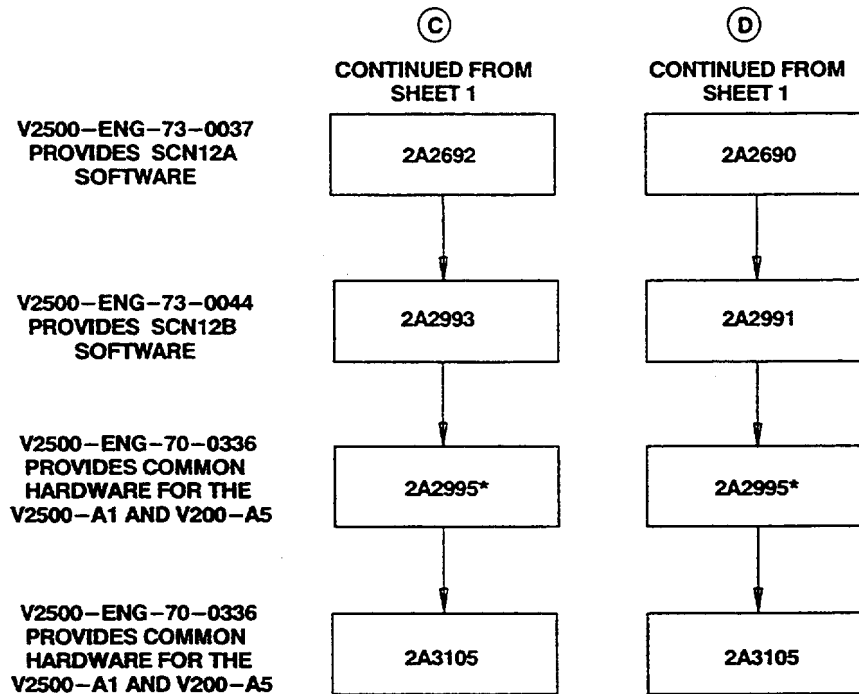 C
D
CONTINUED FROM
SHEET 1
CONTINUED FROM
SHEET 1
V2500-ENG-73-0037
PROVIDES SCN12A
SOFTWARE
2A2692
2A2690
V2500-ENG-73-0044
PROVIDES SCN12B
SOFTWARE
2A2993
2A2991
V2500-ENG-70-0336
PROVIDES COMMON
HARDWARE FOR THE
V2500-A1 AND V200-A5
2A2995*
2A2995*
V2500-ENG-70-0336
PROVIDES COMMON
HARDWARE FOR THE
V2500-A1 AND V200-A5
2A3105
2A3105